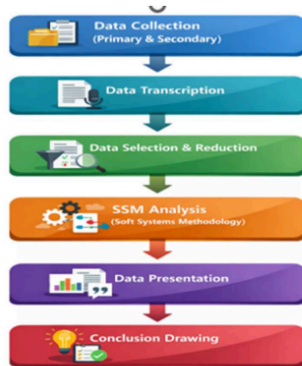 Data Collection
(Primary & Secondary)
Data Transcription
Data Selection & Reduction
SSM Analysis
(Soft Systems Methodology)
Data Presentation
Conclusion Drawing